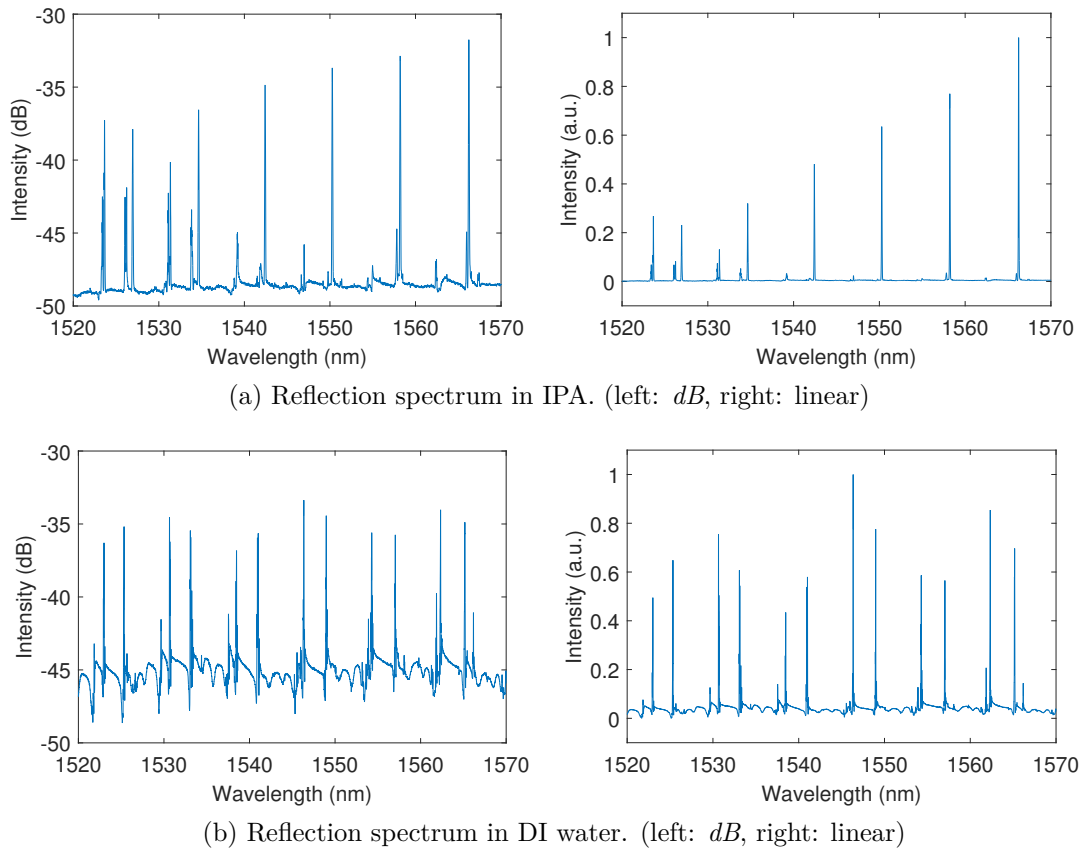 -30
-35
-40
-45
-50
Intensity (dB)
1520 1530 1540 1550 1560 1570
Wavelength (nm)
1
0.8
0.6
0.4
0.2
0
Intensity (a.u.)
1520 1530 1540 1550 1560 1570
Wavelength (nm)
(a) Reflection spectrum in IPA. (left: dB, right: linear)
-30
-35
-40
-45
-50
Intensity (dB)
1520 1530 1540 1550 1560 1570
Wavelength (nm)
1
0.8
0.6
0.4
0.2
0
Intensity (a.u.)
1520 1530 1540 1550 1560 1570
Wavelength (nm)
(b) Reflection spectrum in DI water. (left: dB, right: linear)